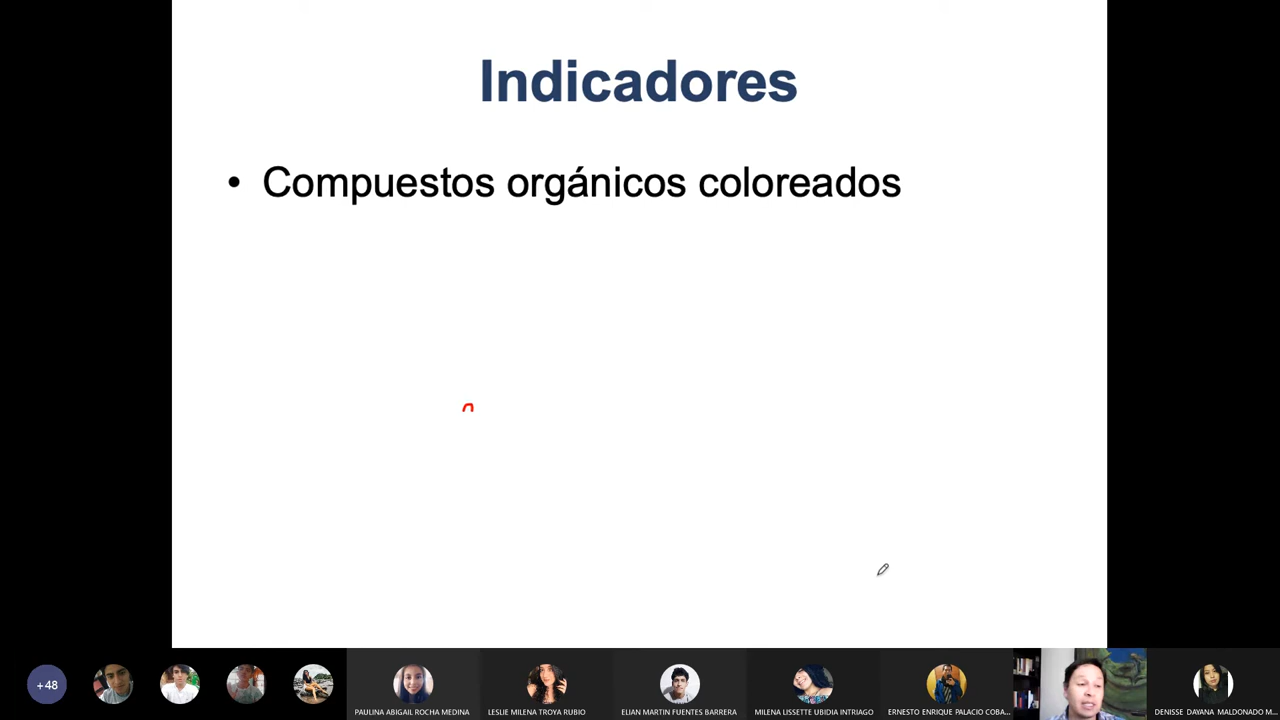 Indicadores
• Compuestos orgánicos coloreados
+48
PAULINA ABIGAIL ROCHA MEDINA
LESLIE MILENA TROYA RUBIO
ELIAN MARTIN FUENTES BARRERA
MILENA LISSETTE UBIDIA INTRIAGO
ERNESTO ENRIQUE PALACIO COBA...
DENISSE DAYANA MALDONADO M...